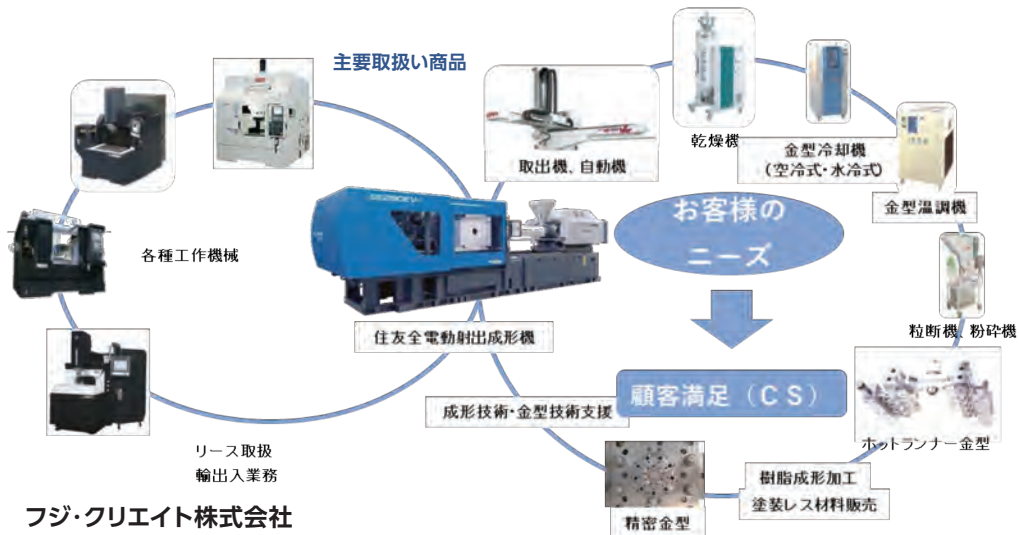 主要取扱い商品
取出機、自動機
乾燥機
金型冷却機
(空冷式・水冷式)
金型温調機
各種工作機械
お客様の
ニーズ
粒断機、粉砕機
住友全電動射出成形機
顧客満足(CS)
成形技術・金型技術支援
ホットランナー金型
リース取扱
輸出入業務
樹脂成形加工
塗装レス材料販売
精密金型
フジ・クリエイト株式会社